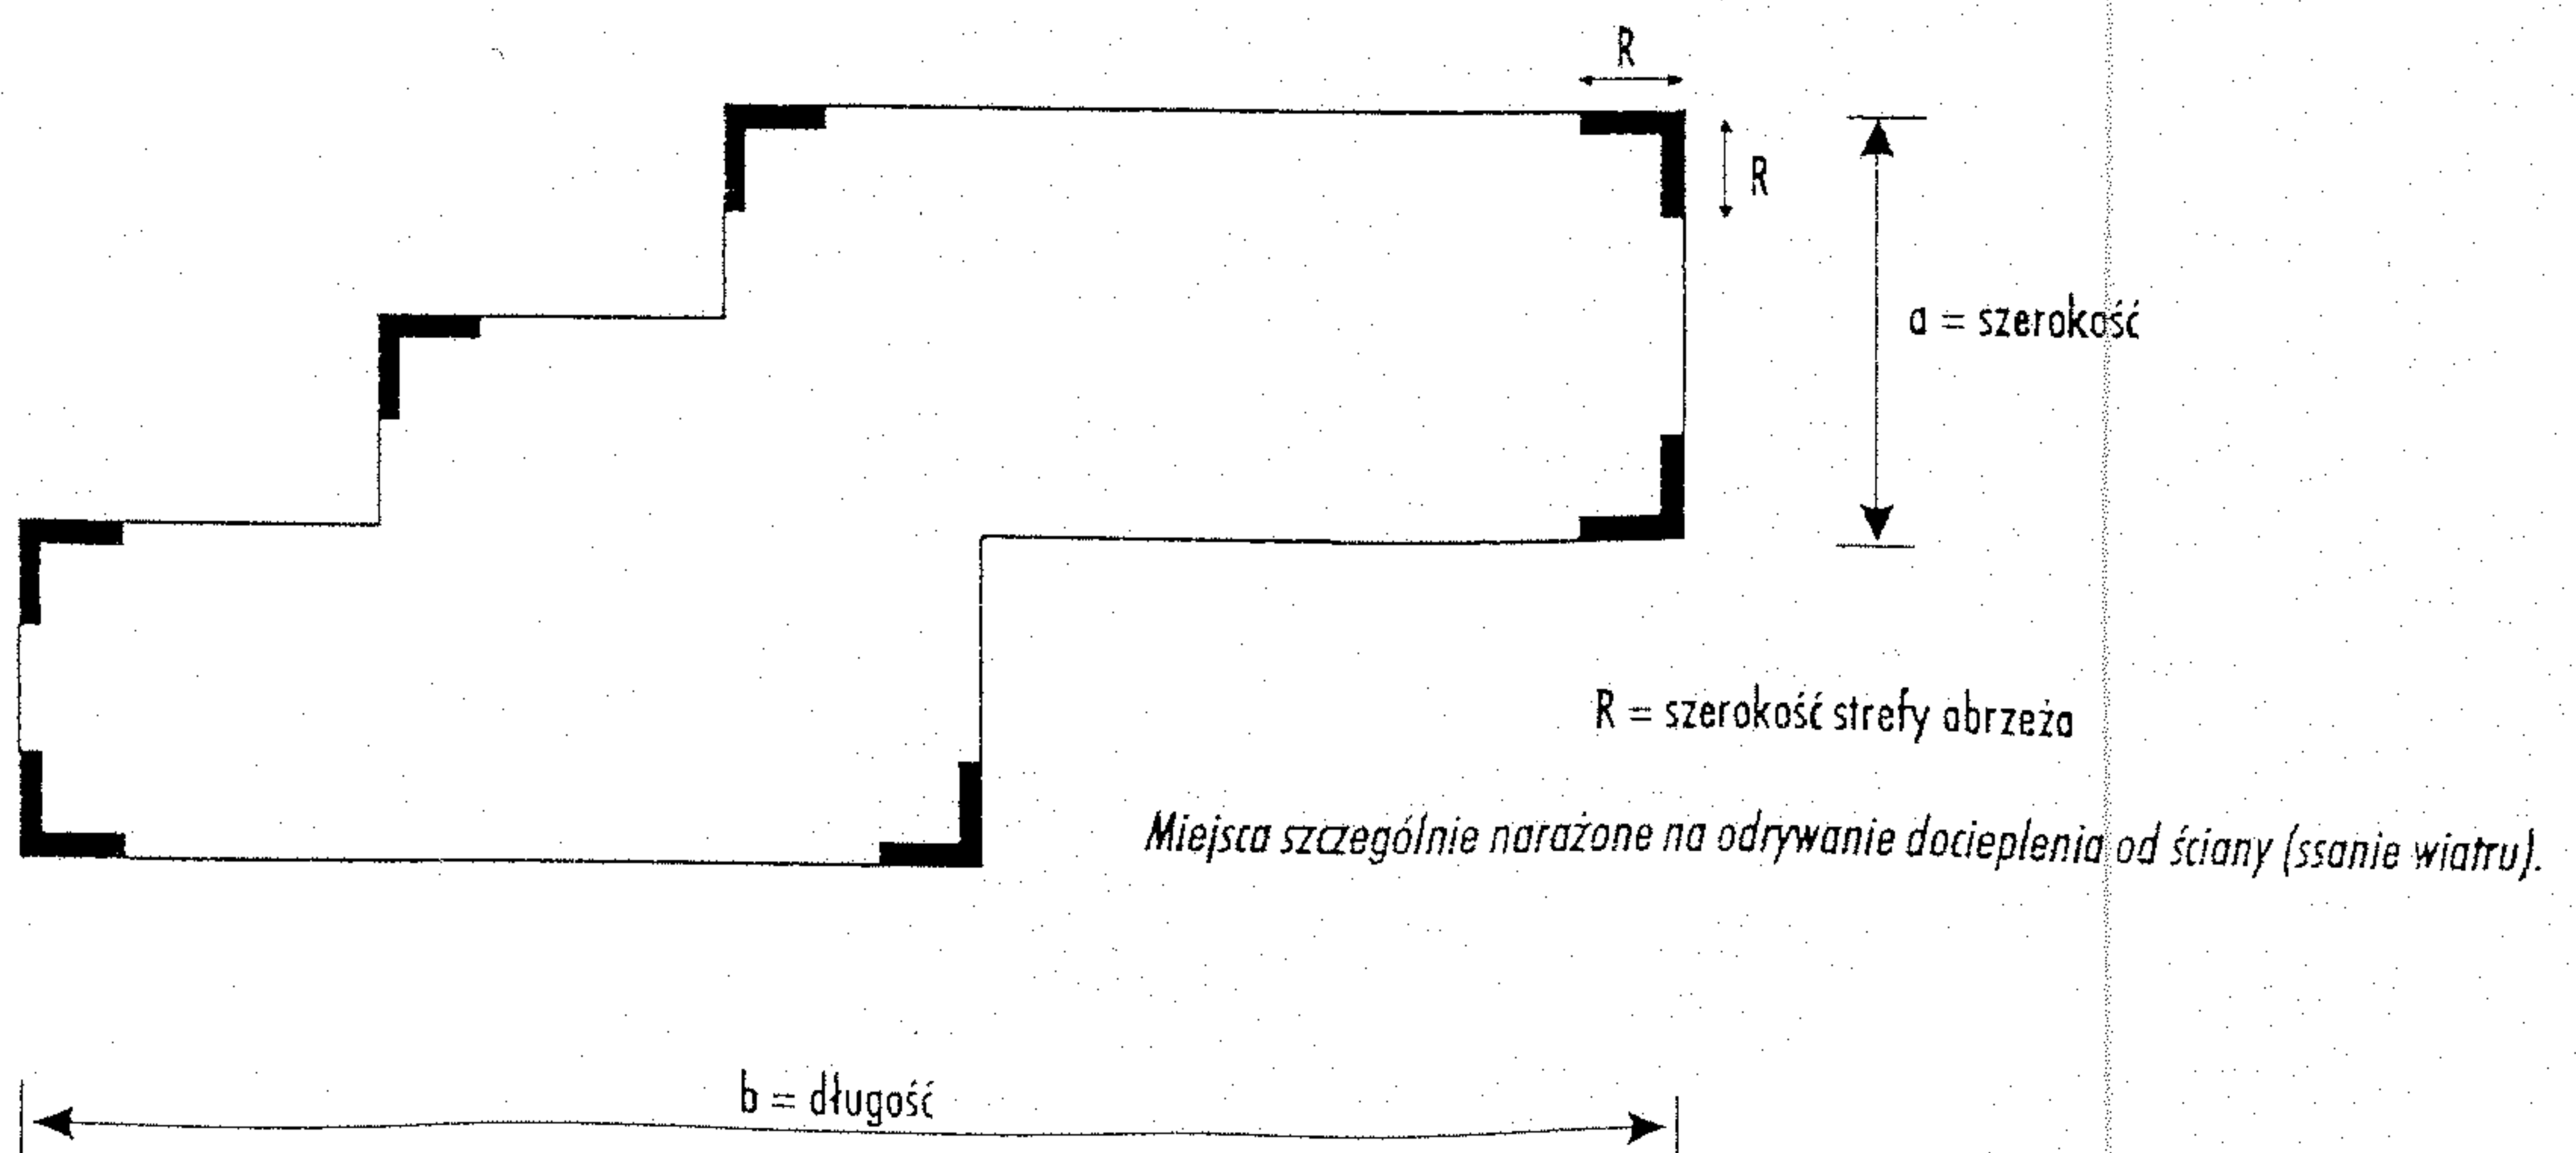 R
R
a = szerokość
R = szerokość strefy obrzeża
Miejsca szczególnie narażone na odrywanie docieplenia od ściany (ssanie wiatru).
b = długość